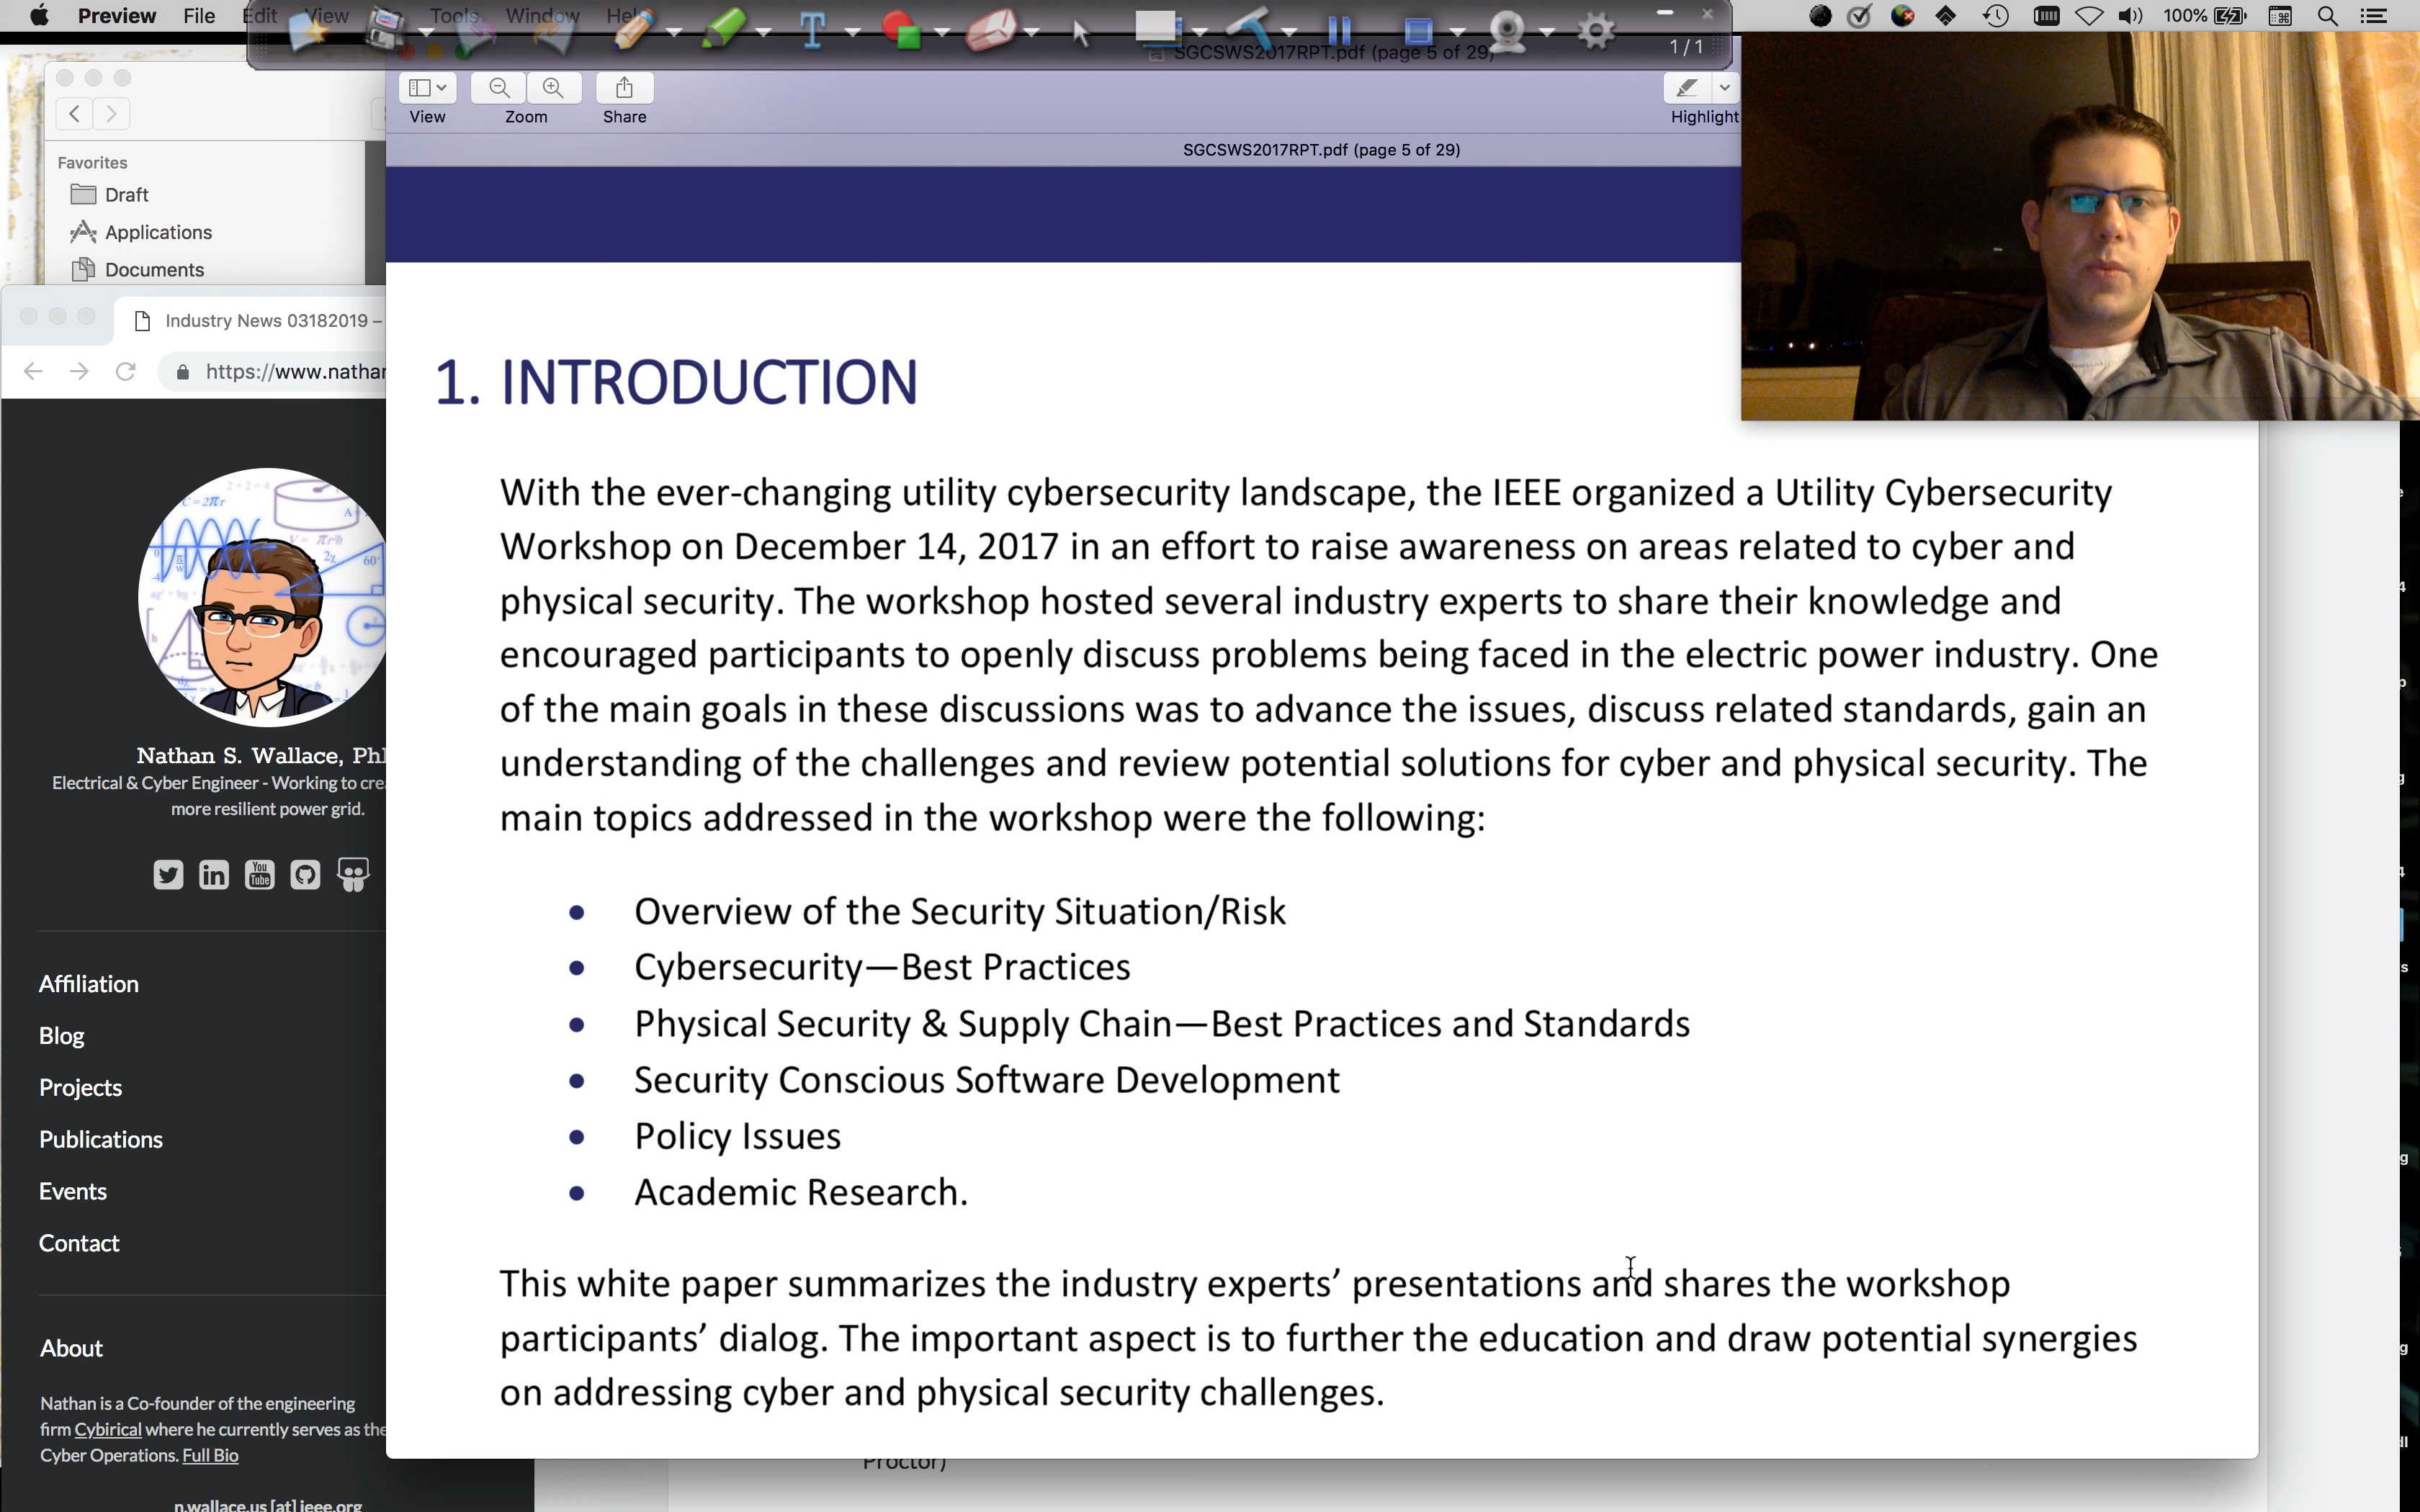 Preview File Edit View Go Tools Window Help
100%
1/1
SGCSWS2017RPT.pdf (page 5 of 29)
View Zoom Share Highlight
SGCSWS2017RPT.pdf (page 5 of 29)
Favorites
Draft
Applications
Documents
Industry News 03182019 –
https://www.nathan
Nathan S. Wallace, Ph
Electrical & Cyber Engineer - Working to cre
more resilient power grid.
Affiliation
Blog
Projects
Publications
Events
Contact
About
Nathan is a Co-founder of the engineering
firm Cybirical where he currently serves as the
Cyber Operations. Full Bio
n.wallace.us [at] ieee.org
1. INTRODUCTION
With the ever-changing utility cybersecurity landscape, the IEEE organized a Utility Cybersecurity
Workshop on December 14, 2017 in an effort to raise awareness on areas related to cyber and
physical security. The workshop hosted several industry experts to share their knowledge and
encouraged participants to openly discuss problems being faced in the electric power industry. One
of the main goals in these discussions was to advance the issues, discuss related standards, gain an
understanding of the challenges and review potential solutions for cyber and physical security. The
main topics addressed in the workshop were the following:
• Overview of the Security Situation/Risk
• Cybersecurity—Best Practices
• Physical Security & Supply Chain—Best Practices and Standards
• Security Conscious Software Development
• Policy Issues
• Academic Research.
This white paper summarizes the industry experts’ presentations and shares the workshop
participants’ dialog. The important aspect is to further the education and draw potential synergies
on addressing cyber and physical security challenges.
Proctor)